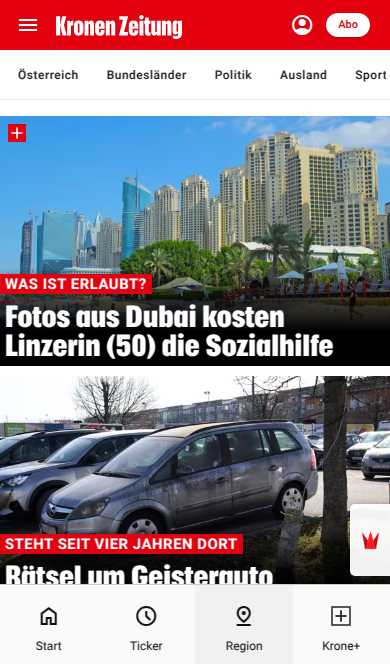 Kronen Zeitung
Abo
Österreich Bundesländer Politik Ausland Sport
WAS IST ERLAUBT?
Fotos aus Dubai kosten
Linzerin (50) die Sozialhilfe
STEHT SEIT VIER JAHREN DORT
Rätsel um Geisterauto
Start Ticker Region Krone+